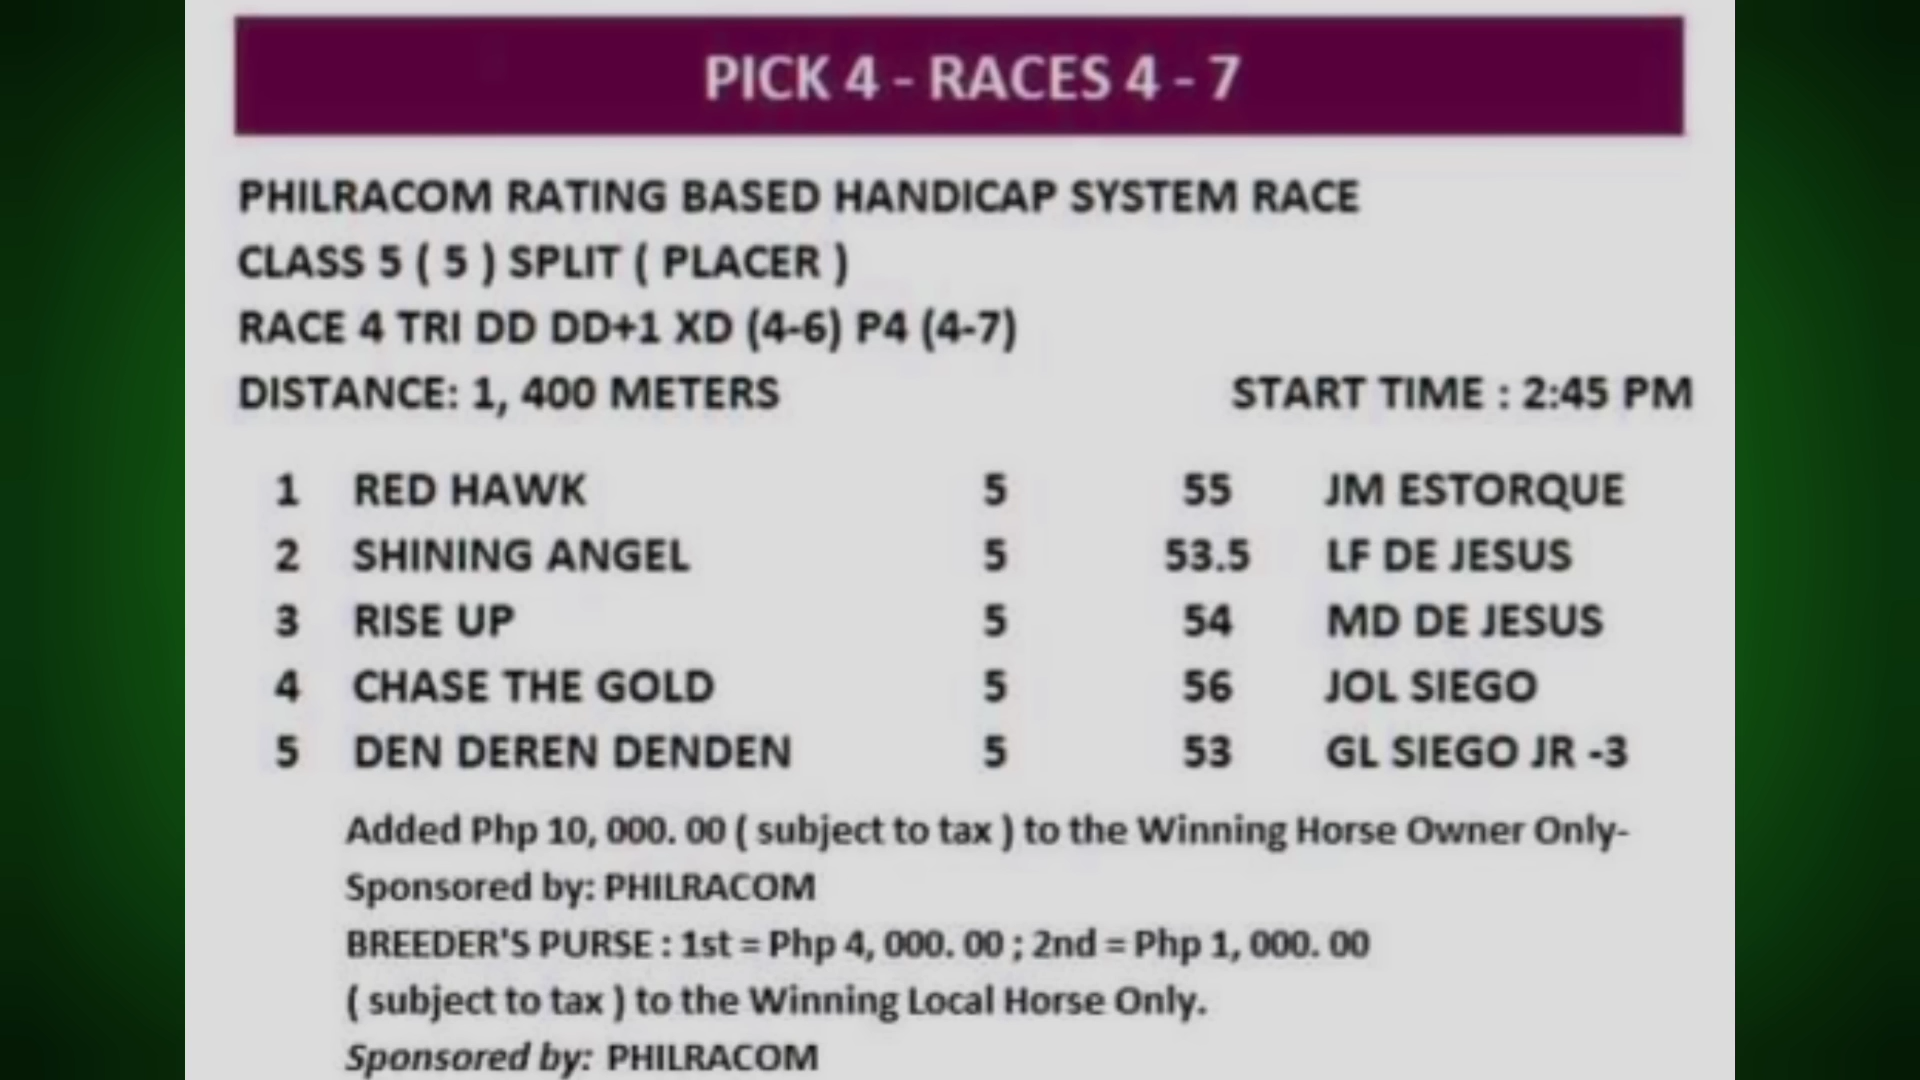 PICK 4 - RACES 4 - 7
PHILRACOM RATING BASED HANDICAP SYSTEM RACE
CLASS 5 ( 5 ) SPLIT ( PLACER )
RACE 4 TRI DD DD+1 XD (4-6) P4 (4-7)
DISTANCE: 1, 400 METERS START TIME : 2:45 PM
1 RED HAWK 5 55 JM ESTORQUE
2 SHINING ANGEL 5 53.5 LF DE JESUS
3 RISE UP 5 54 MD DE JESUS
4 CHASE THE GOLD 5 56 JOL SIEGO
5 DEN DEREN DENDEN 5 53 GL SIEGO JR -3
Added Php 10, 000. 00 ( subject to tax ) to the Winning Horse Owner Only-
Sponsored by: PHILRACOM
BREEDER'S PURSE : 1st = Php 4, 000. 00 ; 2nd = Php 1, 000. 00
( subject to tax ) to the Winning Local Horse Only.
Sponsored by: PHILRACOM